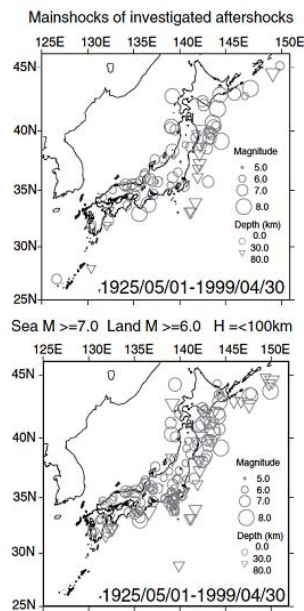 Mainshocks of investigated aftershocks
125E 130E 135E 140E 145E 150E
45N
40N
35N
30N
25N
Magnitude
5.0
6.0
7.0
8.0
Depth (km)
0.0
30.0
80.0
1925/05/01-1999/04/30
Sea M >=7.0 Land M >=6.0 H =<100km
125E 130E 135E 140E 145E 150E
45N
40N
35N
30N
25N
Magnitude
5.0
6.0
7.0
8.0
Depth (km)
0.0
30.0
80.0
1925/05/01-1999/04/30